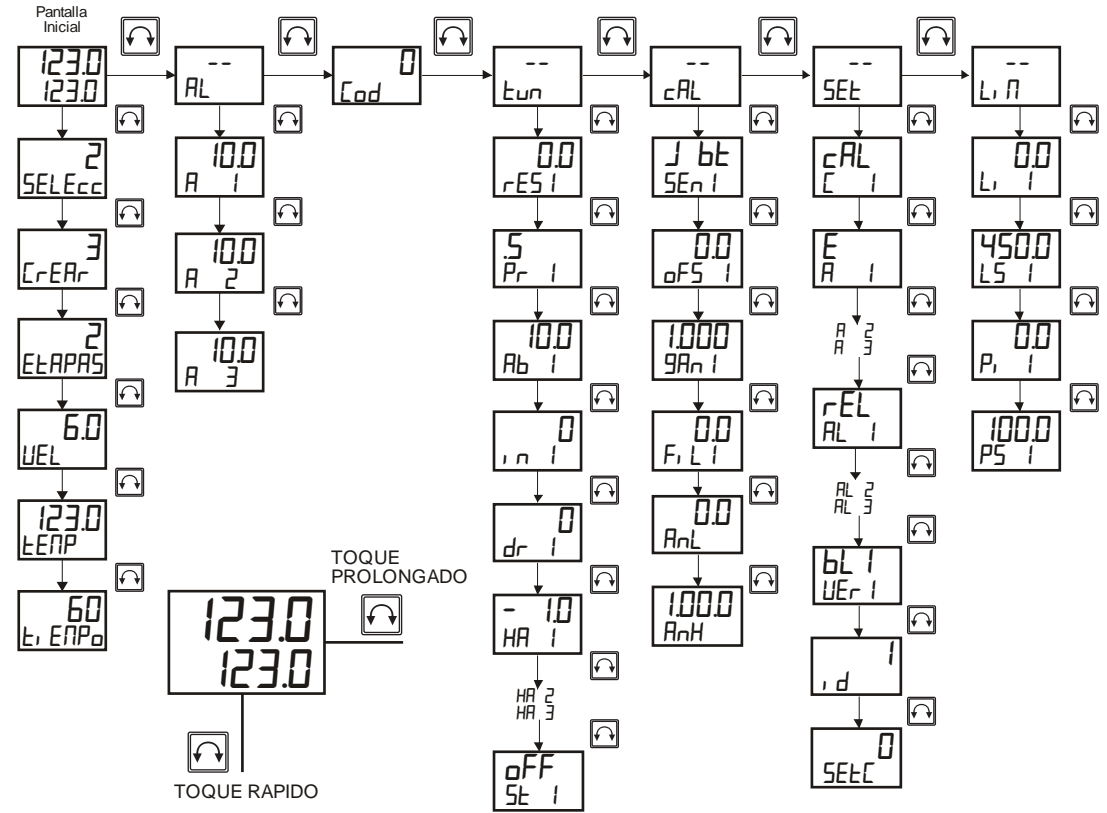 Pantalla
Inicial
123.0
123.0
2
SELEcc
3
CrEAr
2
EtAPAS
6.0
UEL
123.0
tEMP
60
tiEMPo
--
AL
10.0
A 1
10.0
A 2
10.0
A 3
0
Cod
--
tun
0.0
rES1
.5
Pr 1
10.0
Ab 1
0
in 1
0
dr 1
- 1.0
HA 1
HA 2
HA 3
oFF
St 1
--
cAL
J bt
SEn1
0.0
oFS 1
1.000
gAn1
0.0
FiL1
0.0
AnL
100.0
AnH
--
SEt
cAL
C 1
E
A 1
A 2
A 3
rEL
AL 1
AL 2
AL 3
bL 1
UEr1
1
id
0
SEtC
--
LiM
0.0
Li 1
450.0
LS 1
0.0
Pi 1
100.0
PS 1
123.0
123.0
TOQUE
PROLONGADO
TOQUE RAPIDO